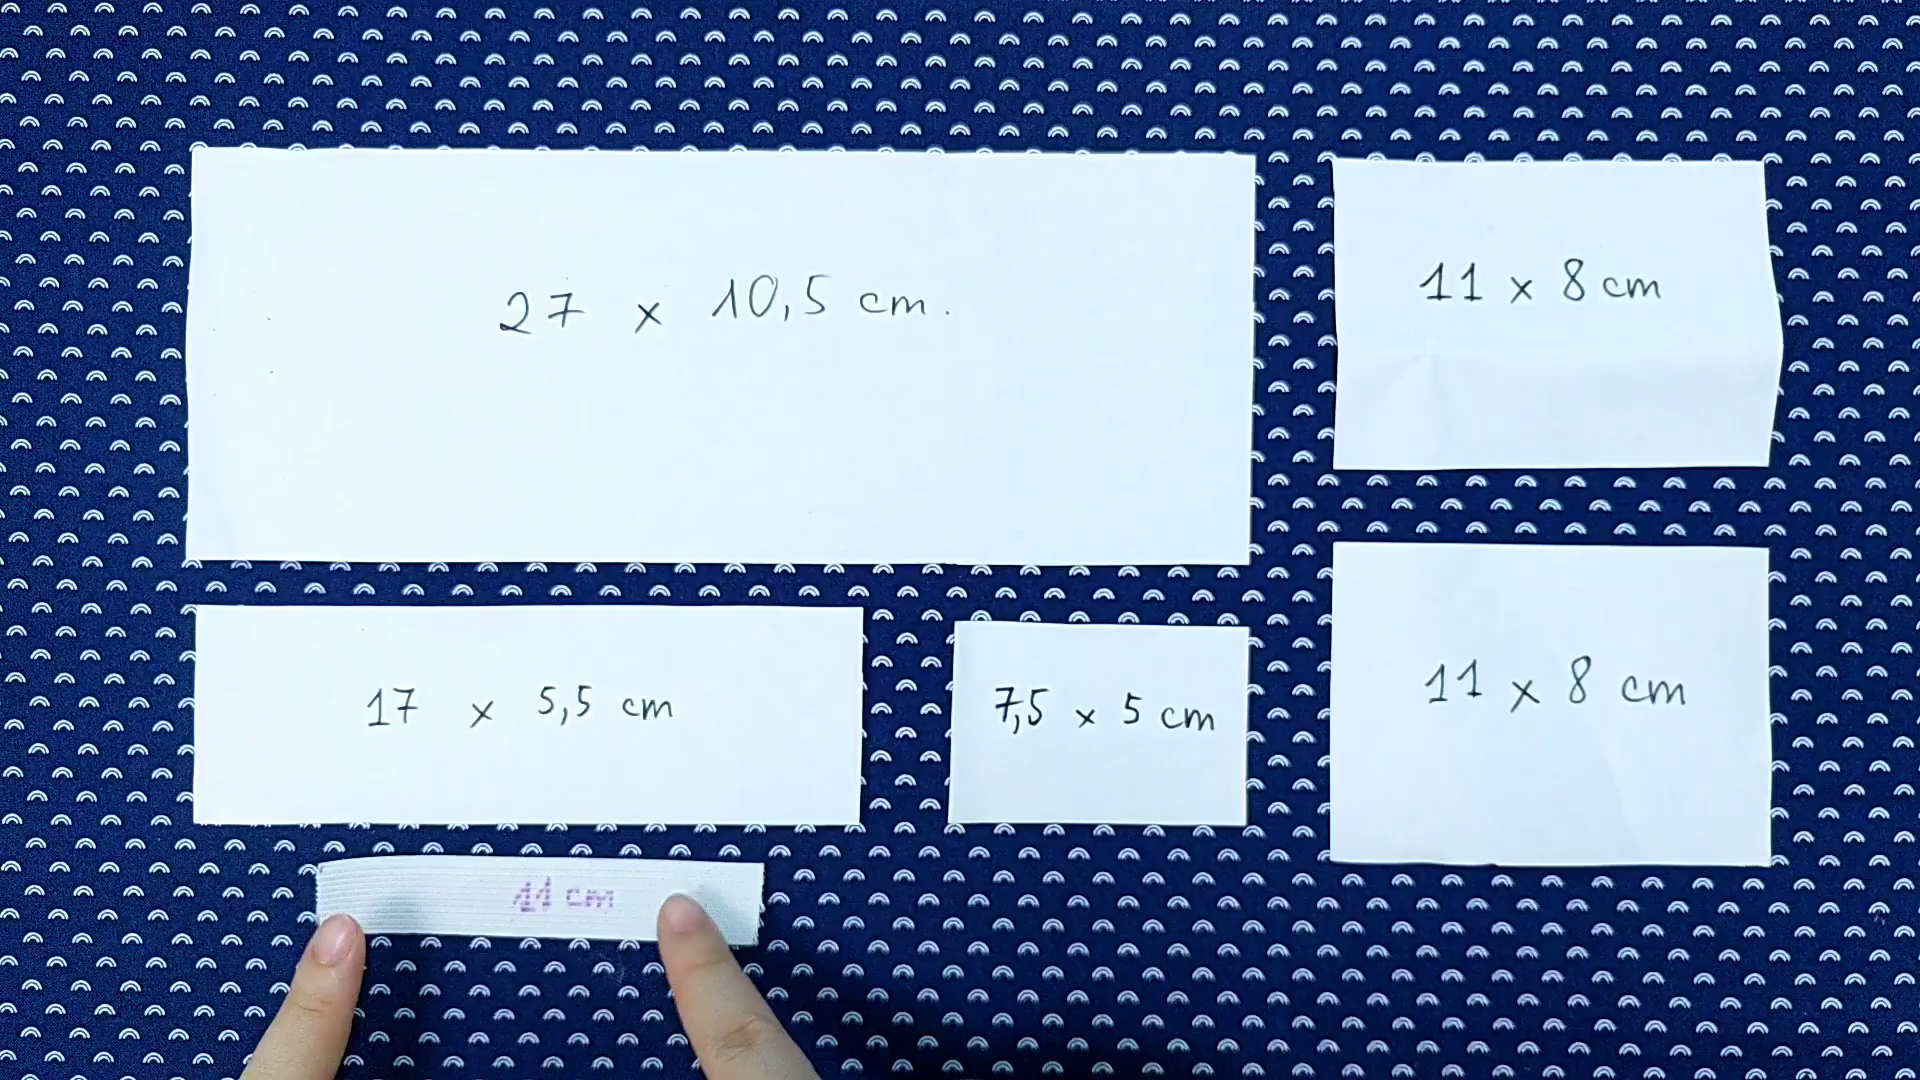 27 x 10,5 cm.
11 x 8 cm
17 x 5,5 cm
7,5 x 5 cm
11 x 8 cm
11 cm